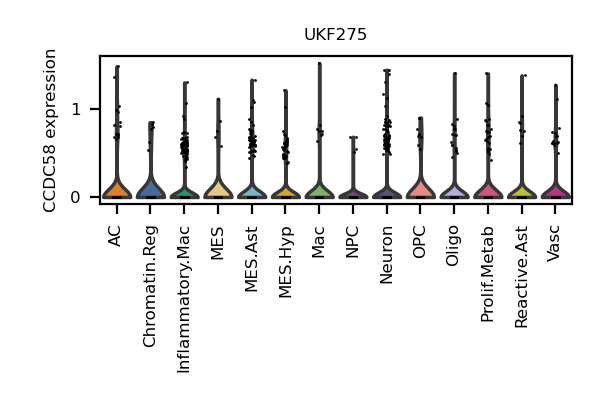 UKF275
CCDC58 expression
1
0
AC
Chromatin.Reg
Inflammatory.Mac
MES
MES.Ast
MES.Hyp
Mac
NPC
Neuron
OPC
Oligo
Prolif.Metab
Reactive.Ast
Vasc